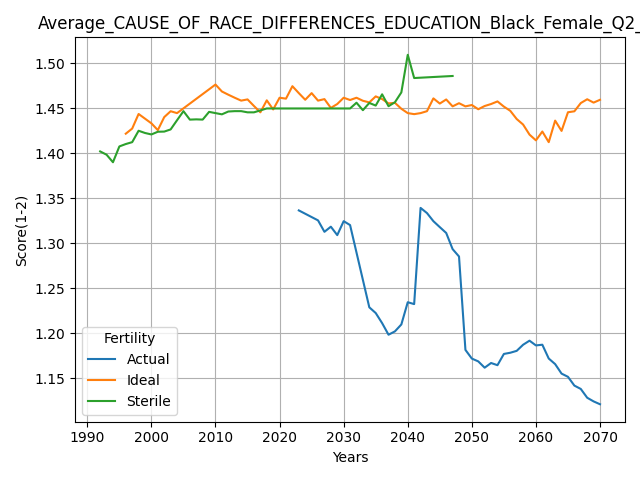 Average_CAUSE_OF_RACE_DIFFERENCES_EDUCATION_Black_Female_Q2_
1.50
1.45
1.40
1.35
1.30
1.25
1.20
1.15
Score(1-2)
Fertility
Actual
Ideal
Sterile
1990 2000 2010 2020 2030 2040 2050 2060 2070
Years